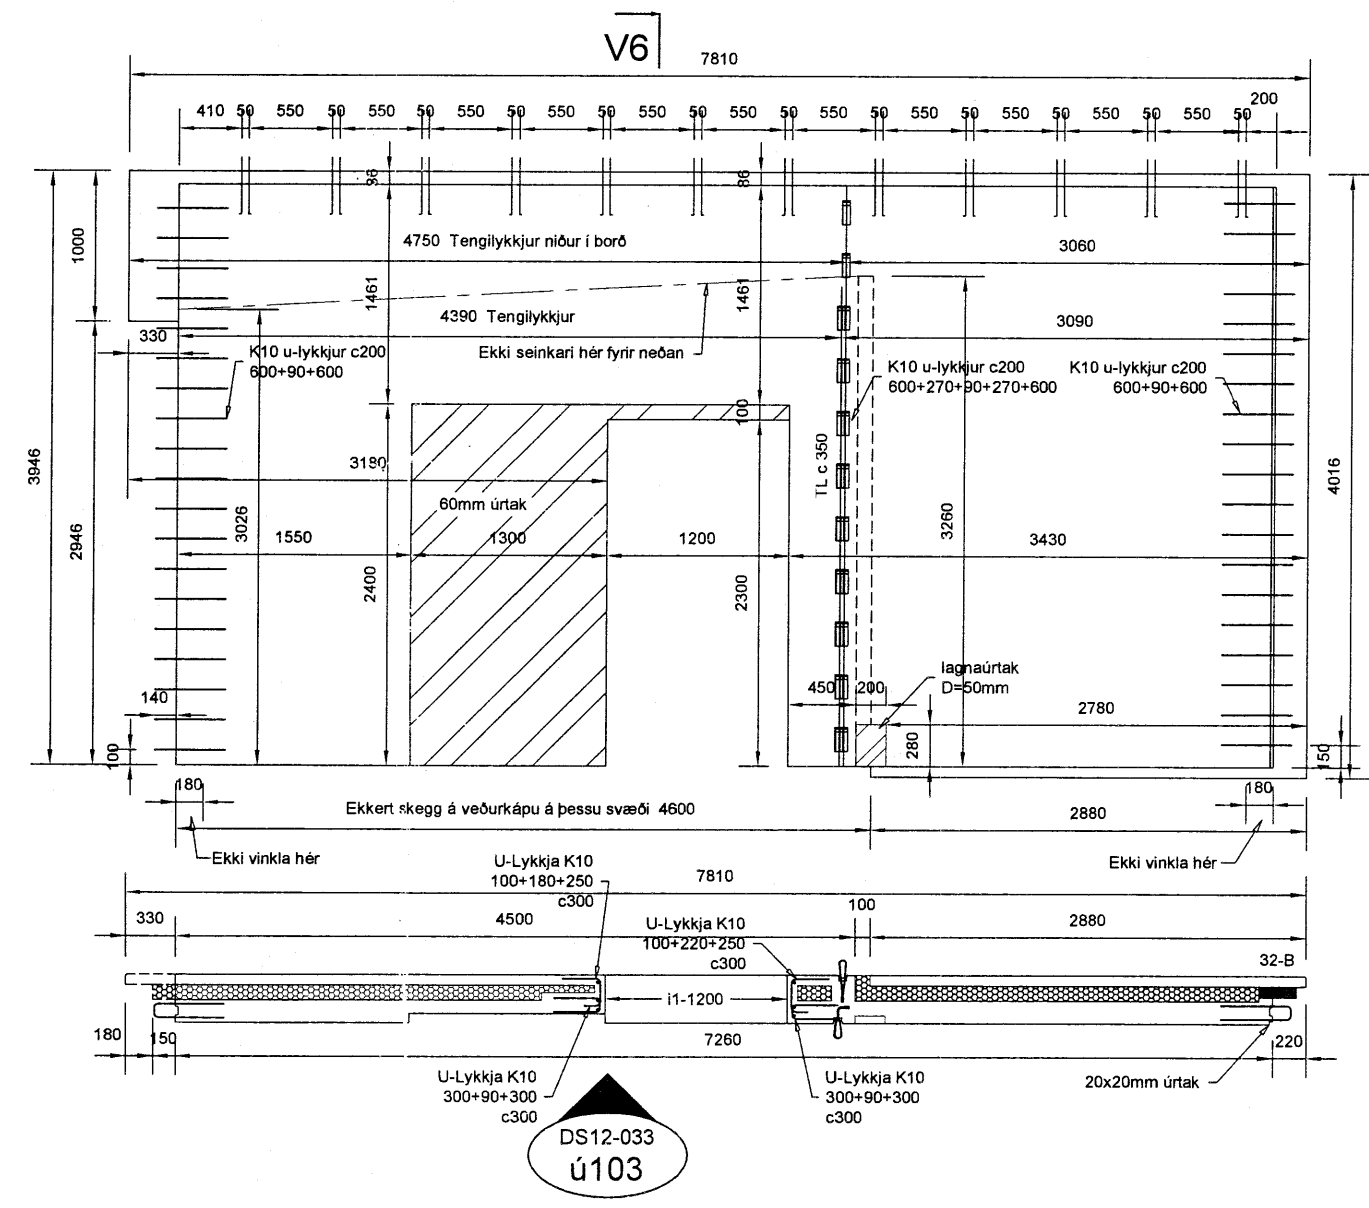 V6
7810
410 50 550 50 550 50 550 50 550 50 550 50 550 50 550 50 550 50 550 50 550 50 550 50 200
86 86
1000
4750 Tengilykkjur niður í borð
3060
1461 1461
4390 Tengilykkjur
3090
330
K10 u-lykkjur c200
600+90+600
Ekki seinkari hér fyrir neðan
K10 u-lykkjur c200
600+270+90+270+600
K10 u-lykkjur c200
600+90+600
100
3946
3180
TL c 350
4016
60mm úrtak
2946
3026
1550
1300
1200
3260
3430
2400
2300
lagnaúrtak
D=50mm
140
450
200
2780
100
280
150
180
Ekkert skegg á veðurkápu á þessu svæði 4600
2880
180
Ekki vinkla hér
Ekki vinkla hér
U-Lykkja K10
100+180+250
c300
7810
330
4500
U-Lykkja K10
100+220+250
c300
100
2880
32-B
i1-1200
180
150
7260
220
U-Lykkja K10
300+90+300
c300
U-Lykkja K10
300+90+300
c300
20x20mm úrtak
DS12-033
ú103